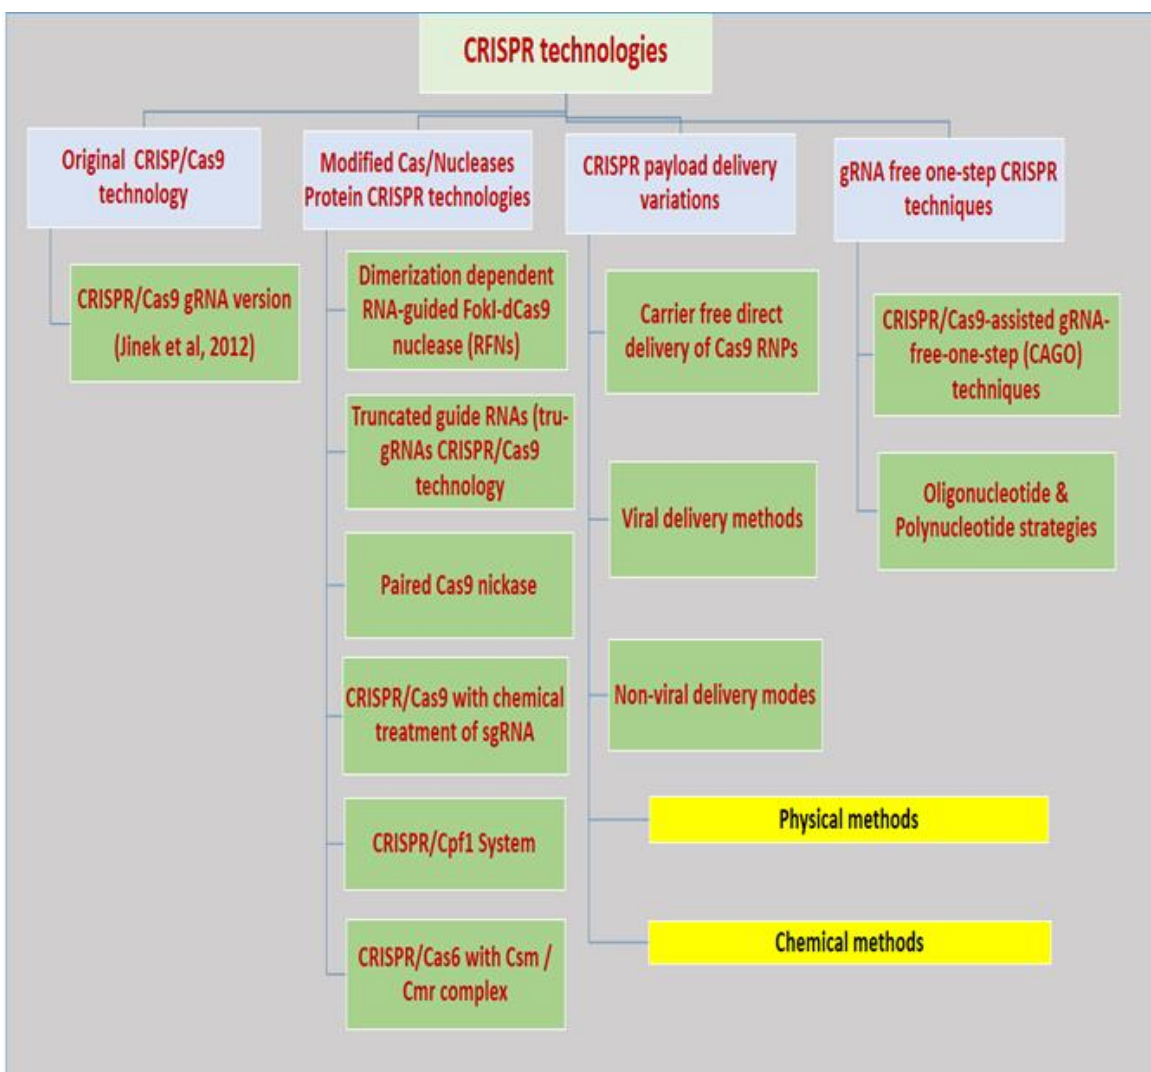 CRISPR technologies
Original CRISP/Cas9
technology
CRISPR/Cas9 gRNA version
(Jinek et al, 2012)
Modified Cas/Nucleases
Protein CRISPR technologies
Dimerization dependent
RNA-guided FokI-dCas9
nuclease (RFNs)
Truncated guide RNAs (tru-
gRNAs CRISPR/Cas9
technology
Paired Cas9 nickase
CRISPR/Cas9 with chemical
treatment of sgRNA
CRISPR/Cpf1 System
CRISPR/Cas6 with Csm /
Cmr complex
CRISPR payload delivery
variations
Carrier free direct
delivery of Cas9 RNPs
Viral delivery methods
Non-viral delivery modes
Physical methods
Chemical methods
gRNA free one-step CRISPR
techniques
CRISPR/Cas9-assisted gRNA-
free-one-step (CAGO)
techniques
Oligonucleotide &
Polynucleotide strategies